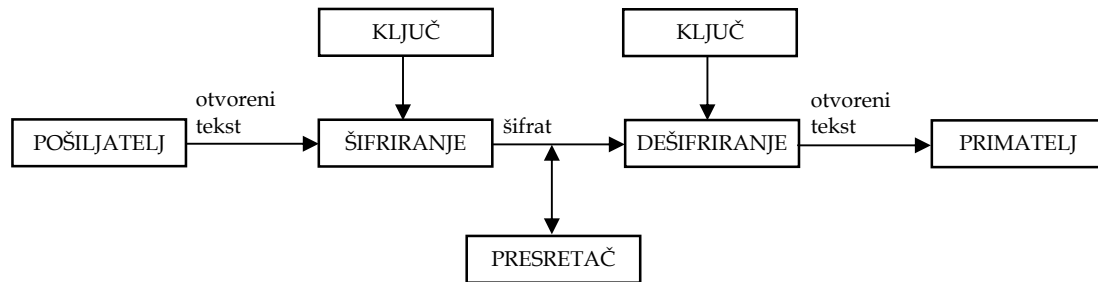 KLJUČ
KLJUČ
otvoreni
tekst
šifrat
otvoreni
tekst
POŠILJATELJ
ŠIFRIRANJE
DEŠIFRIRANJE
PRIMATELJ
PRESRETAČ